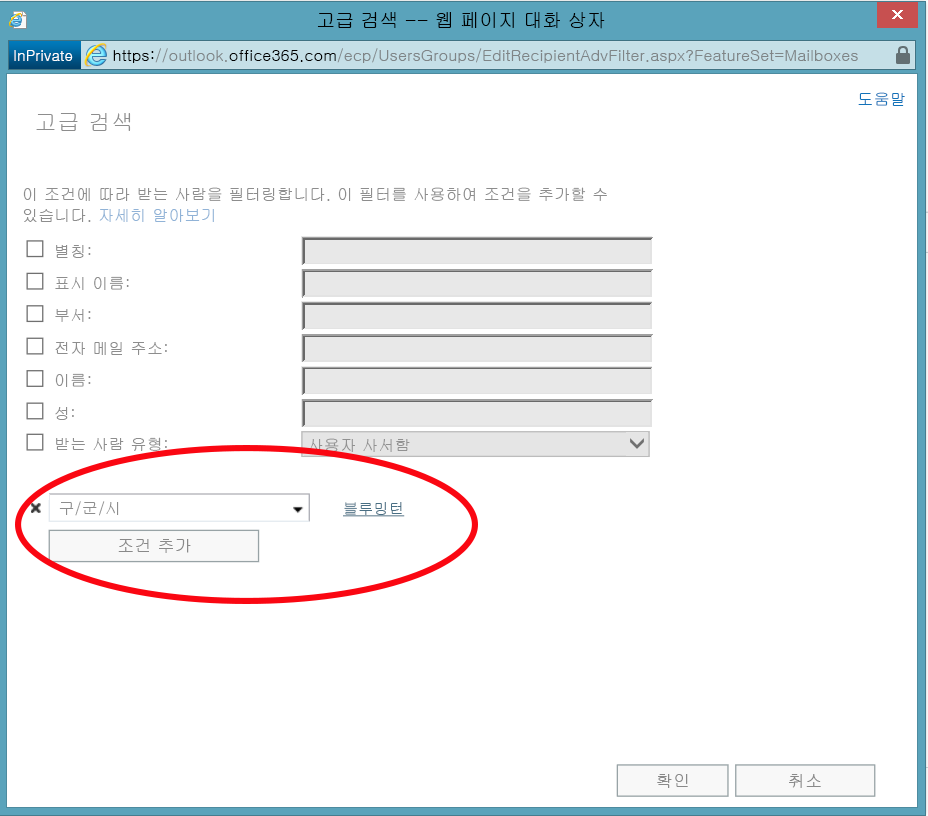 고급 검색 -- 웹 페이지 대화 상자
InPrivate https://outlook.office365.com/ecp/UsersGroups/EditRecipientAdvFilter.aspx?FeatureSet=Mailboxes
도움말
고급 검색
이 조건에 따라 받는 사람을 필터링합니다. 이 필터를 사용하여 조건을 추가할 수
있습니다. 자세히 알아보기
별칭:
표시 이름:
부서:
전자 메일 주소:
이름:
성:
받는 사람 유형: 사용자 사서함
구/군/시 블루밍턴
조건 추가
확인 취소